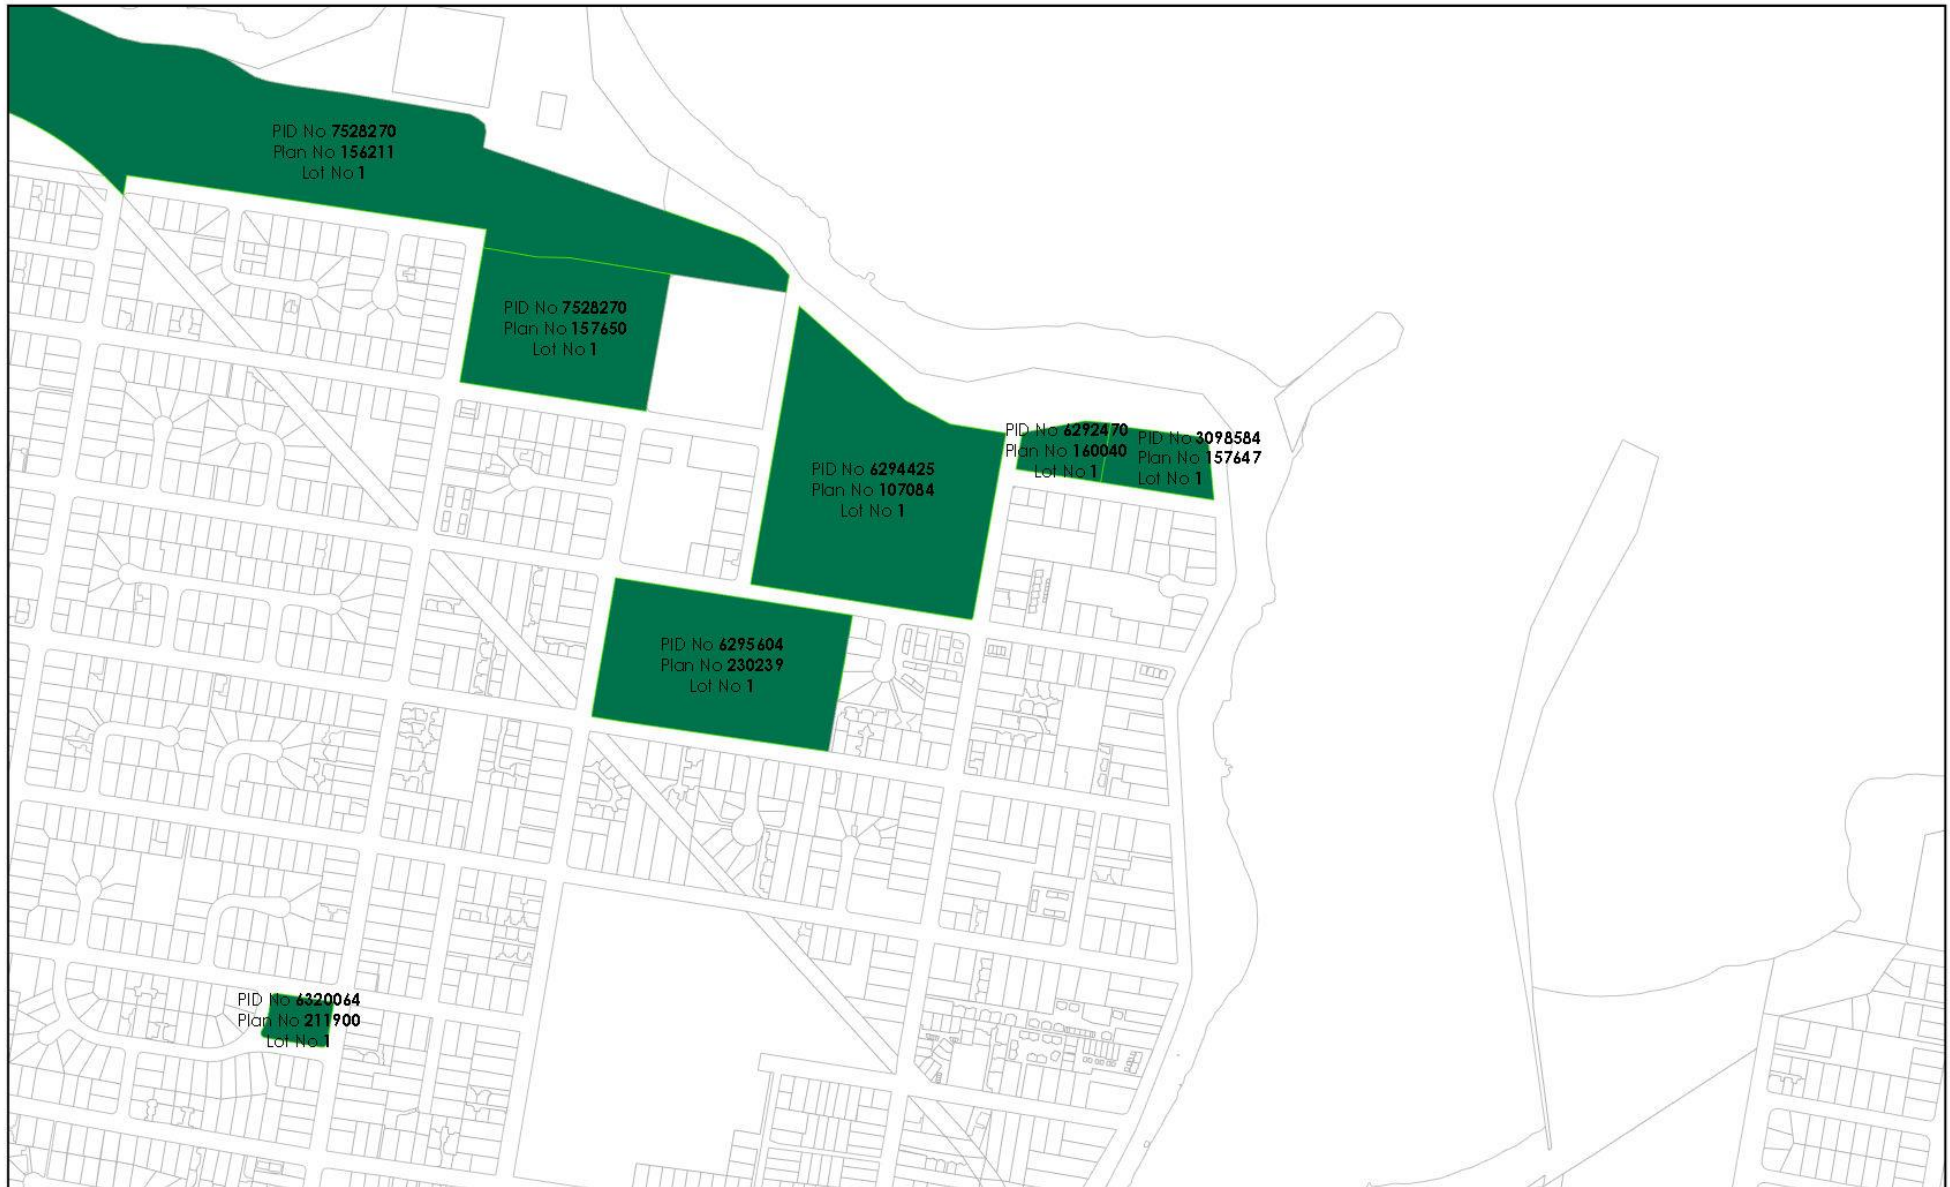 PID No 7528270
Plan No 156211
Lot No 1
PID No 7528270
Plan No 157650
Lot No 1
PID No 6294425
Plan No 107084
Lot No 1
PID No 6292470
Plan No 160040
Lot No 1
PID No 3098584
Plan No 157647
Lot No 1
PID No 6295604
Plan No 230239
Lot No 1
PID No 6320064
Plan No 211900
Lot No 1